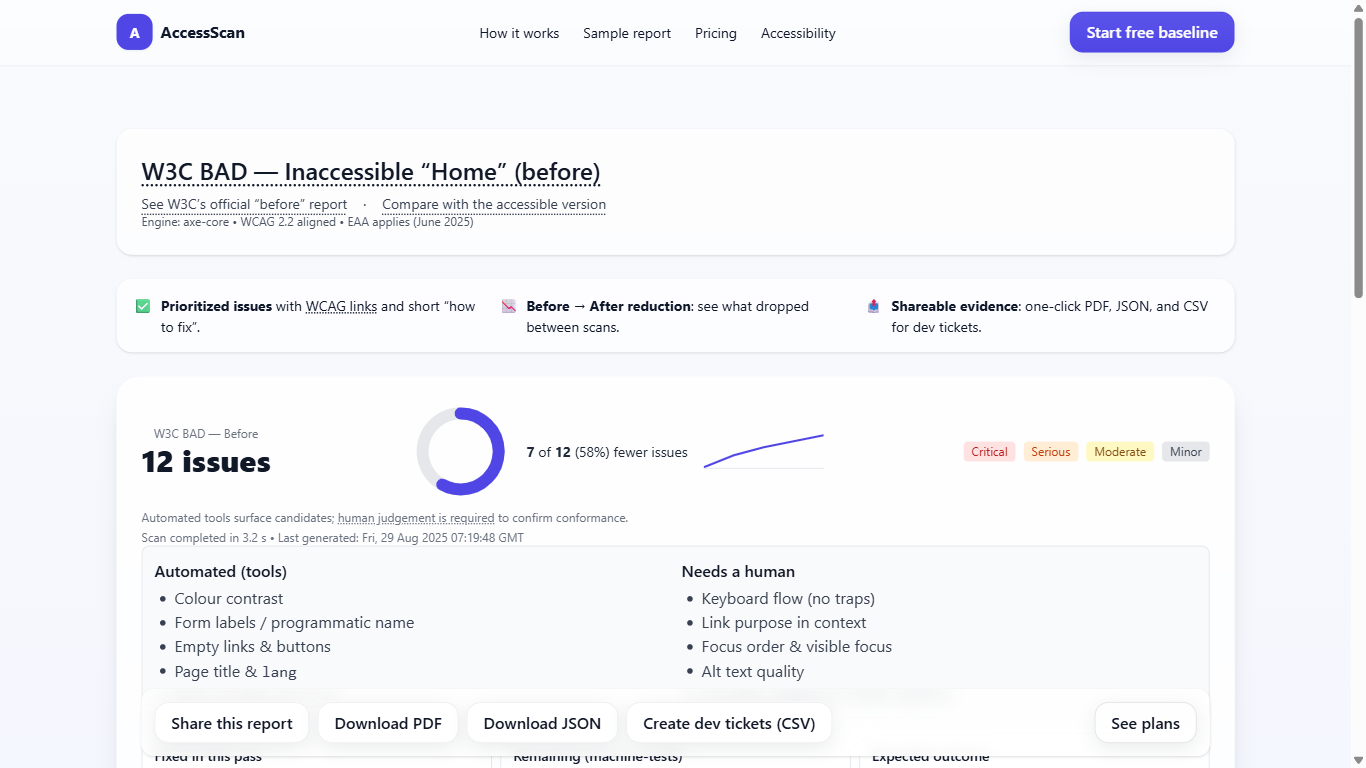 A AccessScan How it works Sample report Pricing Accessibility Start free baseline
W3C BAD — Inaccessible “Home” (before)
See W3C’s official “before” report · Compare with the accessible version
Engine: axe-core • WCAG 2.2 aligned • EAA applies (June 2025)
Prioritized issues with WCAG links and short “how
to fix”.
Before → After reduction: see what dropped
between scans.
Shareable evidence: one-click PDF, JSON, and CSV
for dev tickets.
W3C BAD — Before
12 issues
7 of 12 (58%) fewer issues
Critical Serious Moderate Minor
Automated tools surface candidates; human judgement is required to confirm conformance.
Scan completed in 3.2 s • Last generated: Fri, 29 Aug 2025 07:19:48 GMT
Automated (tools)
• Colour contrast
• Form labels / programmatic name
• Empty links & buttons
• Page title & lang
Needs a human
• Keyboard flow (no traps)
• Link purpose in context
• Focus order & visible focus
• Alt text quality
Share this report Download PDF Download JSON Create dev tickets (CSV) See plans
Fixed in this pass Remaining (machine-tests) Expected outcome